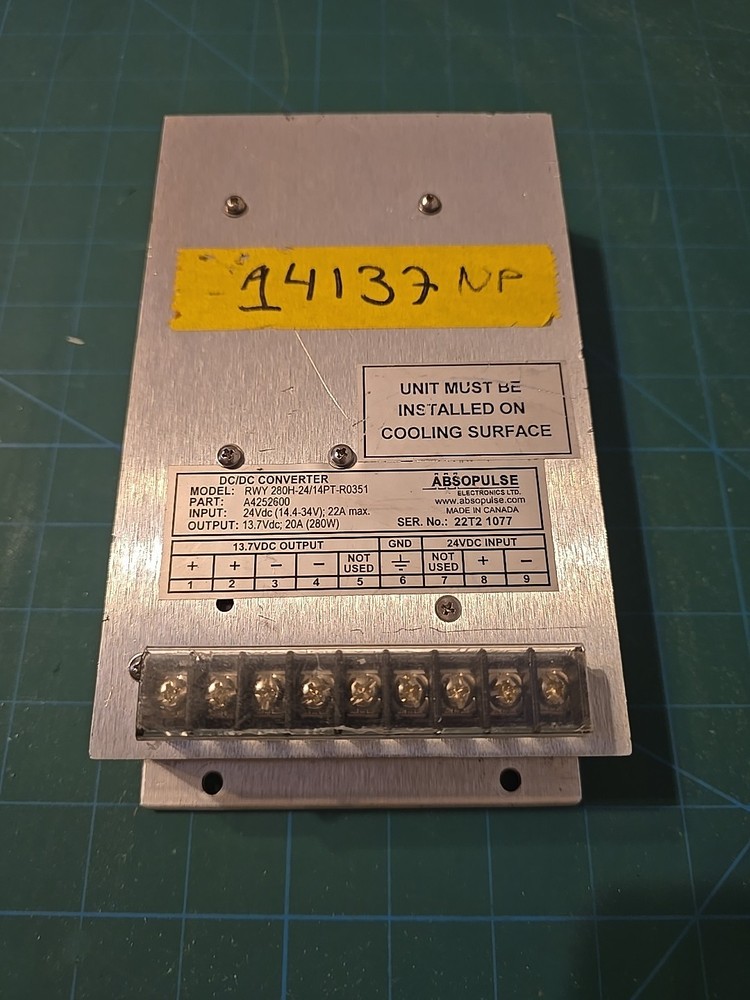 14137 NP
UNIT MUST BE
INSTALLED ON
COOLING SURFACE
DC/DC CONVERTER
MODEL: RWY 280H-24/14PT-R0351
PART: A4252600
INPUT: 24Vdc (14.4-34V); 22A max.
OUTPUT: 13.7Vdc; 20A (280W)
ABSOPULSE
ELECTRONICS LTD.
www.absopulse.com
MADE IN CANADA
SER. No.: 22T2 1077
13.7VDC OUTPUT GND 24VDC INPUT
+ + − − NOT USED NOT USED + −
1 2 3 4 5 6 7 8 9